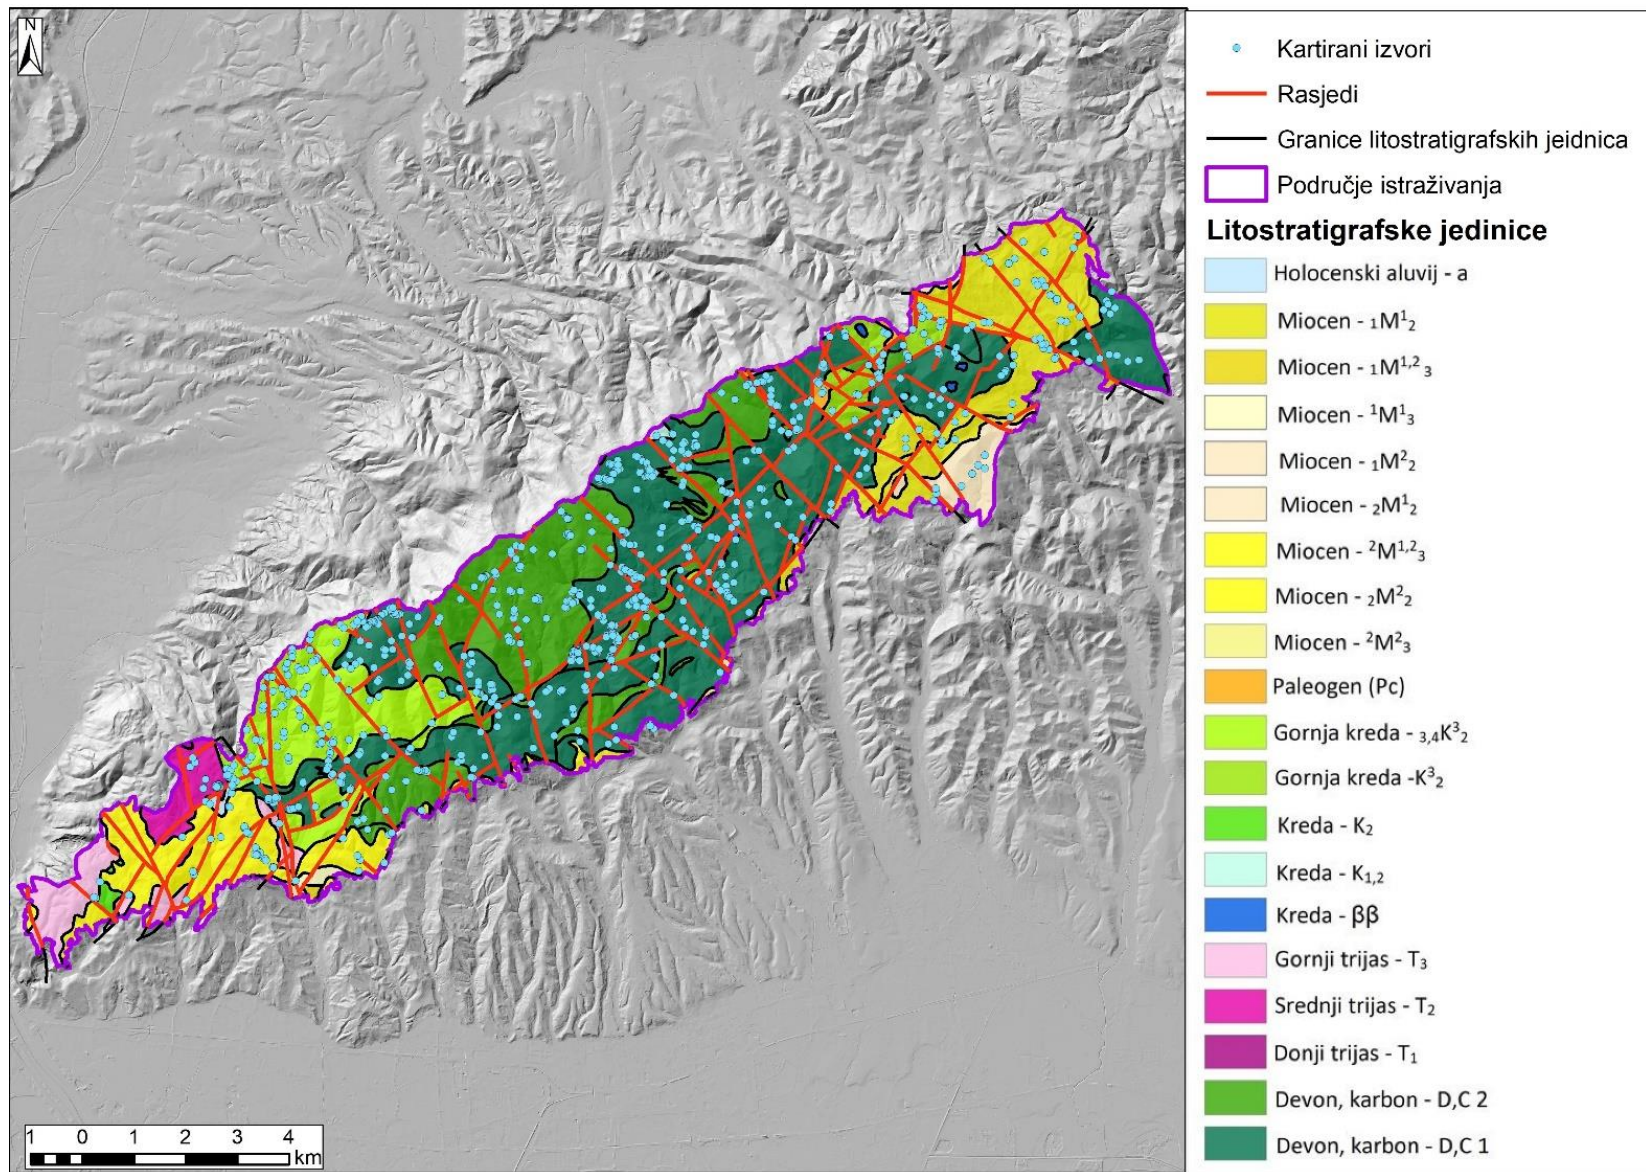 N
Kartirani izvori
Rasjedi
Granice litostratigrafskih jeidnica
Područje istraživanja
Litostratigrafske jedinice
Holocenski aluvij - a
Miocen - ₁M¹₂
Miocen - ₁M¹,²₃
Miocen - ¹M¹₃
Miocen - ₁M²₂
Miocen - ₂M¹₂
Miocen - ²M¹,²₃
Miocen - ₂M²₂
Miocen - ²M²₃
Paleogen (Pc)
Gornja kreda - ₃,₄K³₂
Gornja kreda -K³₂
Kreda - K₂
Kreda - K₁,₂
Kreda - ββ
Gornji trijas - T₃
Srednji trijas - T₂
Donji trijas - T₁
Devon, karbon - D,C 2
Devon, karbon - D,C 1
1 0 1 2 3 4
km